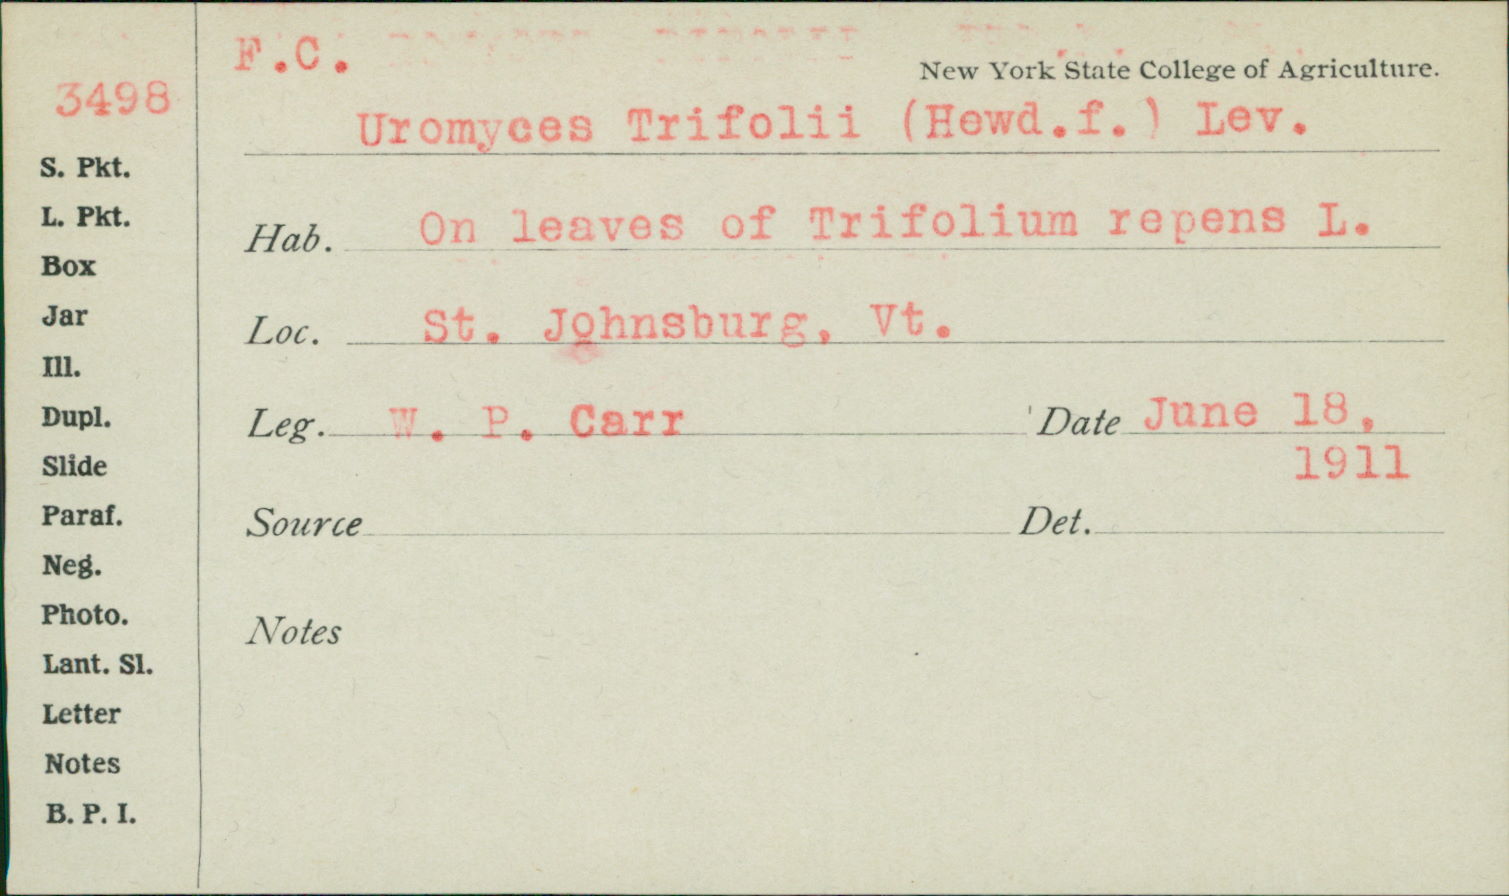 F.C.
New York State College of Agriculture.
3498
Uromyces Trifolii (Hewd.f.) Lev.
S. Pkt.
L. Pkt.
Hab. On leaves of Trifolium repens L.
Box
Jar
Loc. St. Johnsburg, Vt.
Ill.
Dupl.
Leg. W. P. Carr Date June 18,
1911
Slide
Paraf.
Source Det.
Neg.
Photo.
Notes
Lant. Sl.
Letter
Notes
B. P. I.